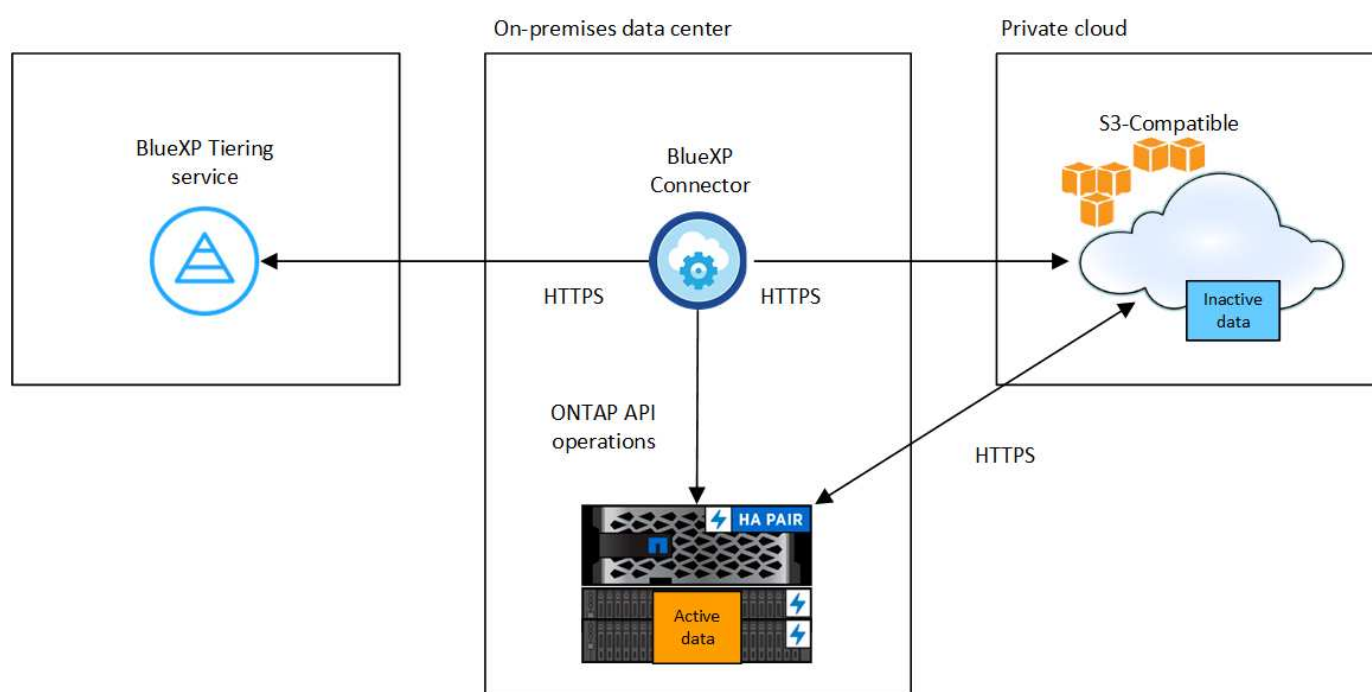 On-premises data center
Private cloud
BlueXP Tiering
service
BlueXP
Connector
S3-Compatible
HTTPS
HTTPS
Inactive
data
ONTAP API
operations
HTTPS
HA PAIR
Active
data